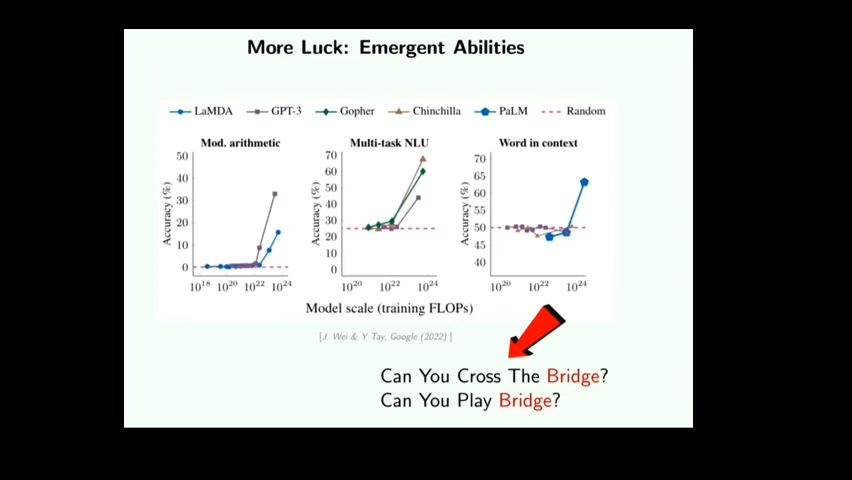 More Luck: Emergent Abilities
LaMDA GPT-3 Gopher Chinchilla PaLM Random
Mod. arithmetic
Accuracy (%)
50
40
30
20
10
0
10^18 10^20 10^22 10^24
Multi-task NLU
Accuracy (%)
70
60
50
40
30
20
10
0
10^20 10^22 10^24
Word in context
Accuracy (%)
70
65
60
55
50
45
40
10^20 10^22 10^24
Model scale (training FLOPs)
[J. Wei & Y Tay, Google (2022) ]
Can You Cross The Bridge?
Can You Play Bridge?